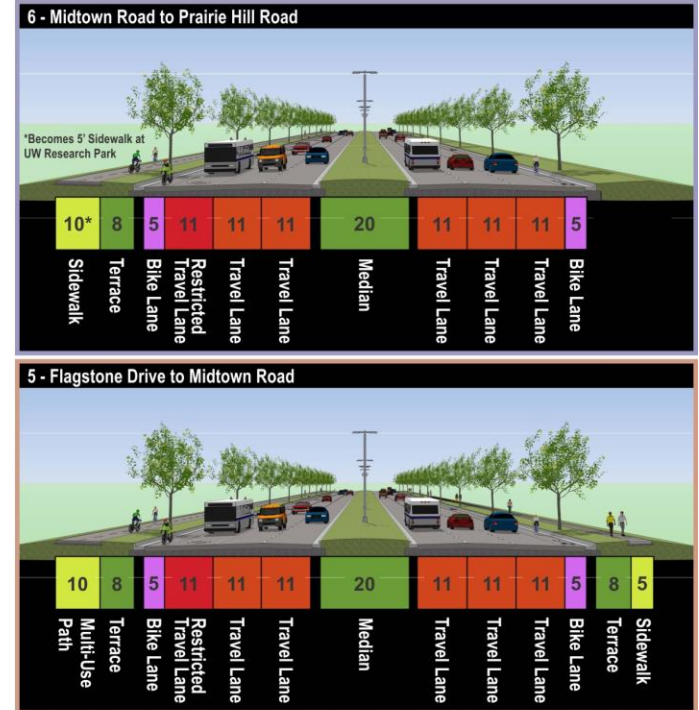 6 - Midtown Road to Prairie Hill Road
*Becomes 5' Sidewalk at
UW Research Park
10* 8 5 11 11 11 20 11 11 11 5
Sidewalk
Terrace
Bike Lane
Restricted
Travel Lane
Travel Lane
Travel Lane
Median
Travel Lane
Travel Lane
Travel Lane
Bike Lane
5 - Flagstone Drive to Midtown Road
10 8 5 11 11 11 20 11 11 11 5 8 5
Multi-Use
Path
Terrace
Bike Lane
Restricted
Travel Lane
Travel Lane
Travel Lane
Median
Travel Lane
Travel Lane
Travel Lane
Bike Lane
Terrace
Sidewalk